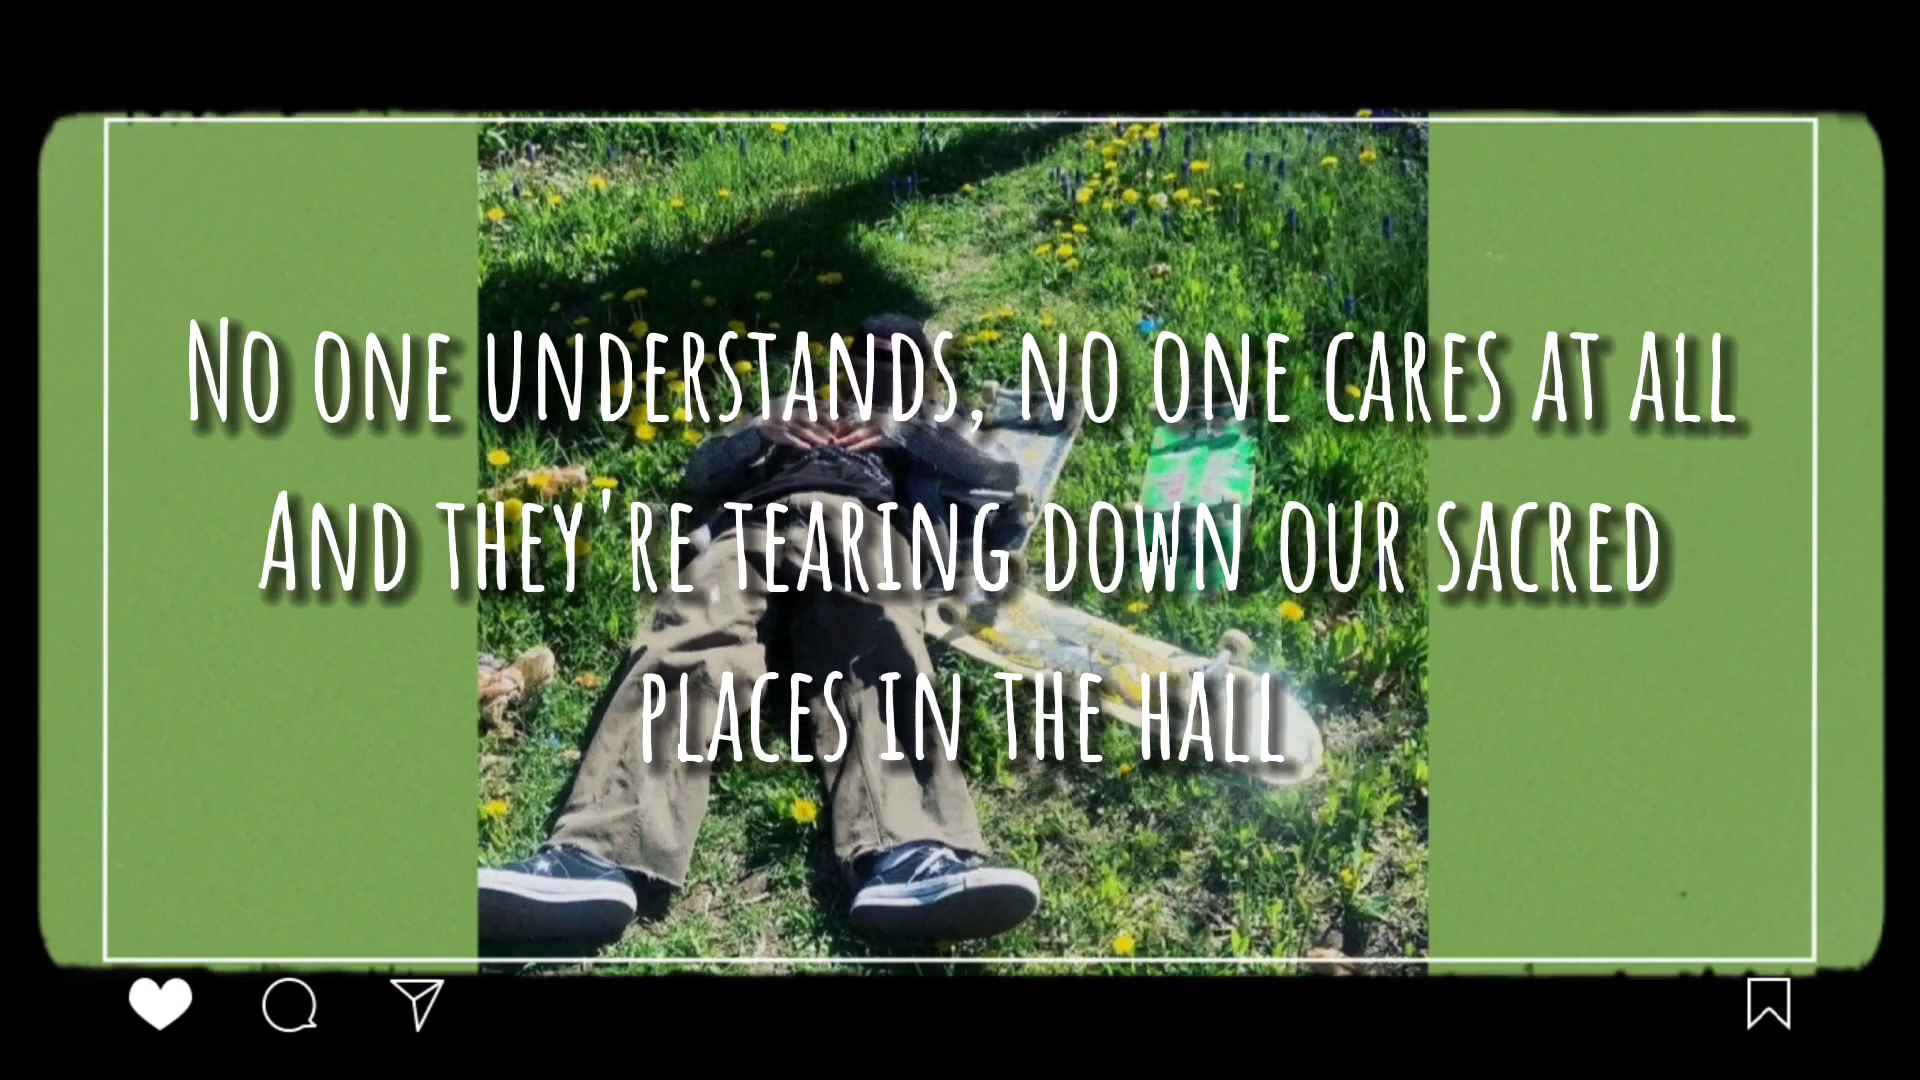 No one understands, no one cares at all
And they're tearing down our sacred
places in the hall